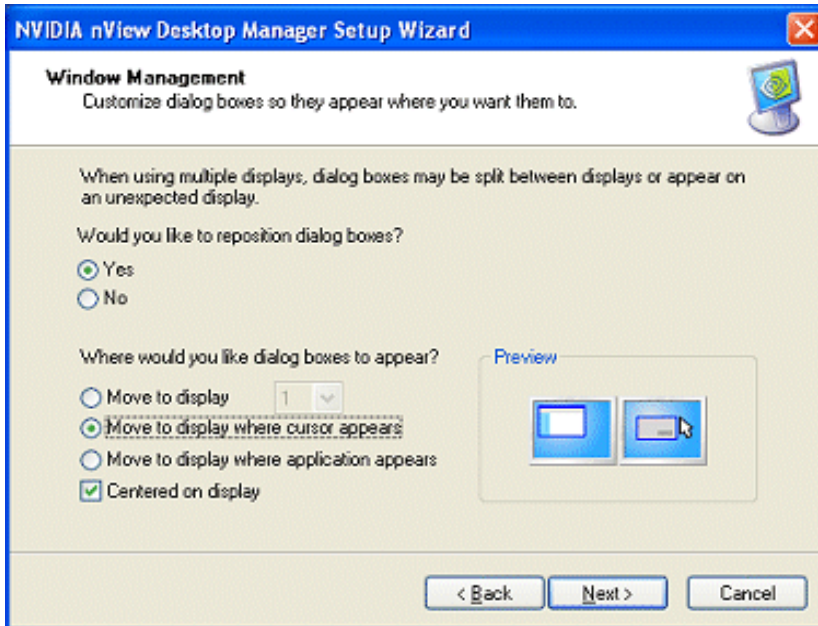 NVIDIA nView Desktop Manager Setup Wizard
Window Management
Customize dialog boxes so they appear where you want them to.
When using multiple displays, dialog boxes may be split between displays or appear on
an unexpected display.
Would you like to reposition dialog boxes?
Yes
No
Where would you like dialog boxes to appear?
Preview
Move to display 1
Move to display where cursor appears
Move to display where application appears
Centered on display
< Back Next > Cancel